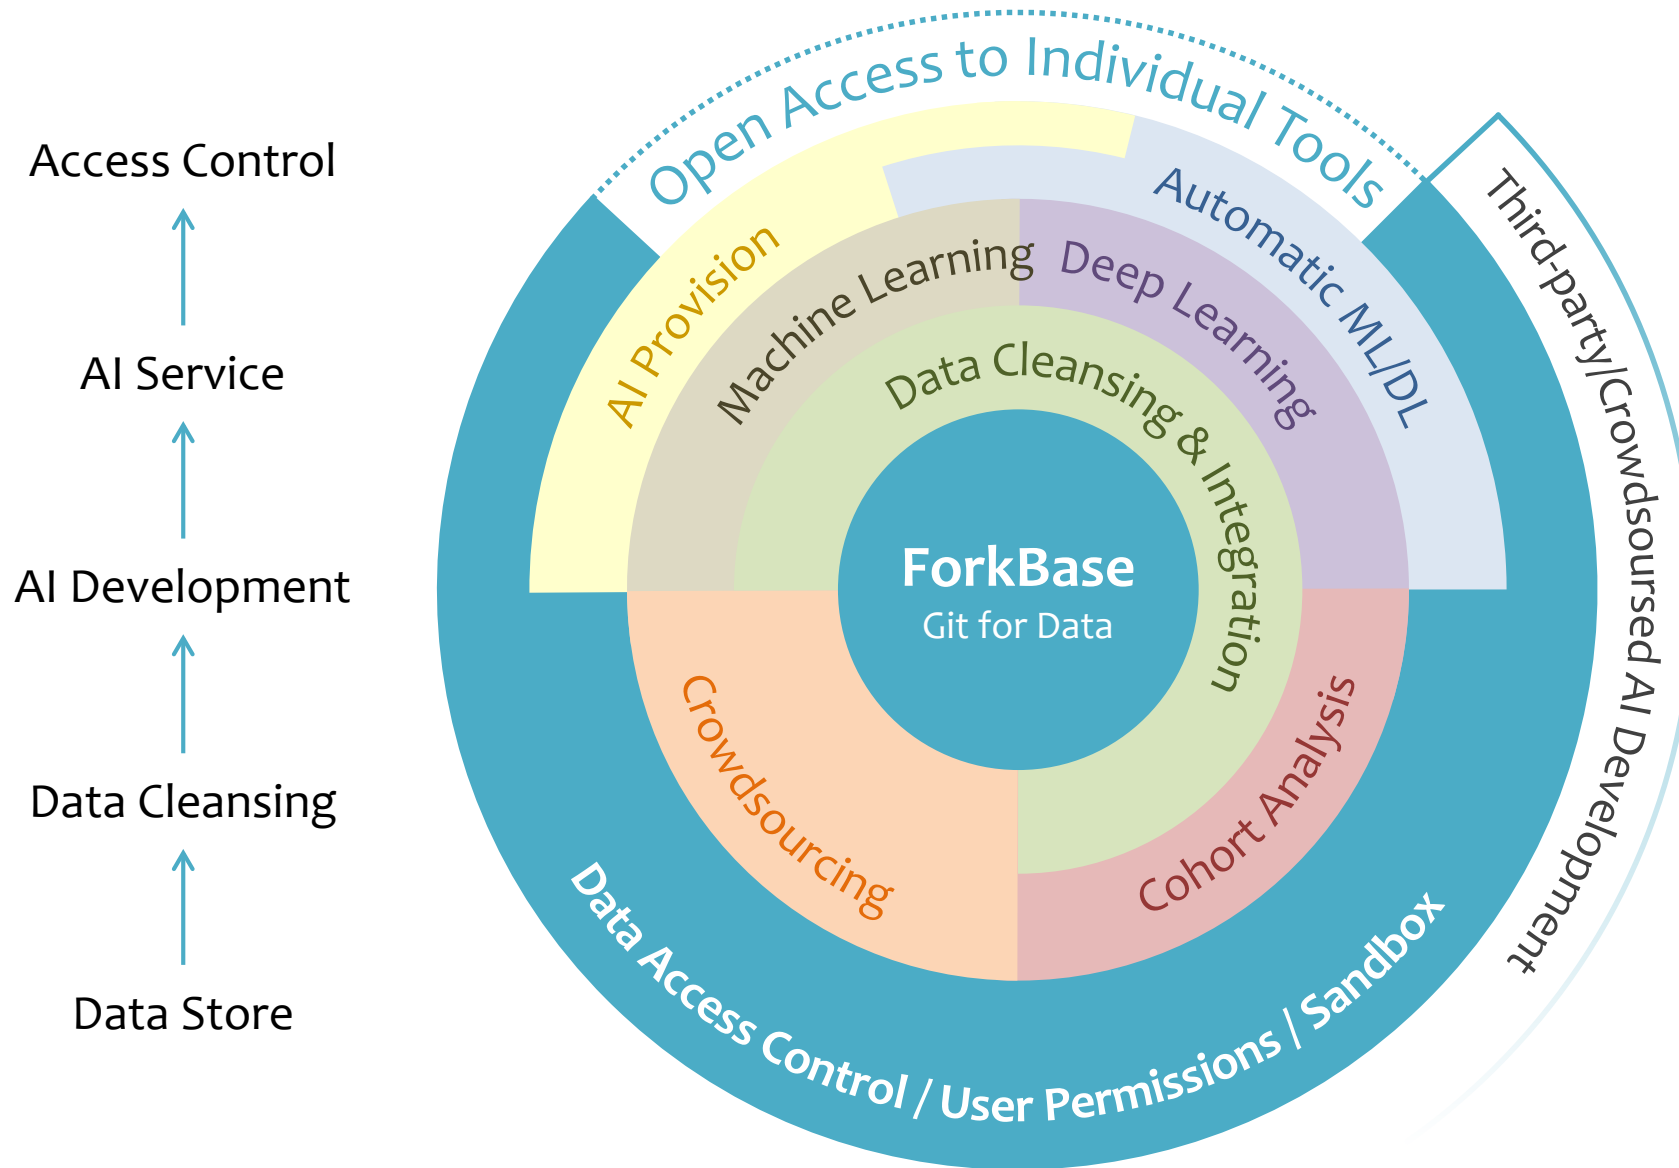 Access Control
AI Service
AI Development
Data Cleansing
Data Store
Open Access to Individual Tools
AI Provision
Automatic ML/DL
Machine Learning
Deep Learning
Data Cleansing & Integration
ForkBase
Git for Data
Crowdsourcing
Cohort Analysis
Data Access Control / User Permissions / Sandbox
Third-party/Crowdsoursed AI Development